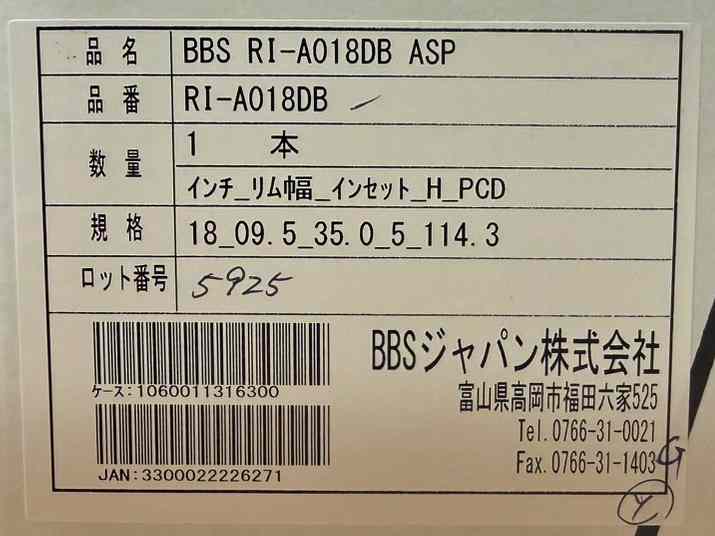 品名 BBS RI-A018DB ASP
品番 RI-A018DB
数量 1 本
インチ_リム幅_インセット_H_PCD
規格 18_09.5_35.0_5_114.3
ロット番号 5925
BBSジャパン株式会社
ケース:1060011316300
富山県高岡市福田六家525
Tel.0766-31-0021
JAN:3300022226271
Fax.0766-31-1403
G
Y